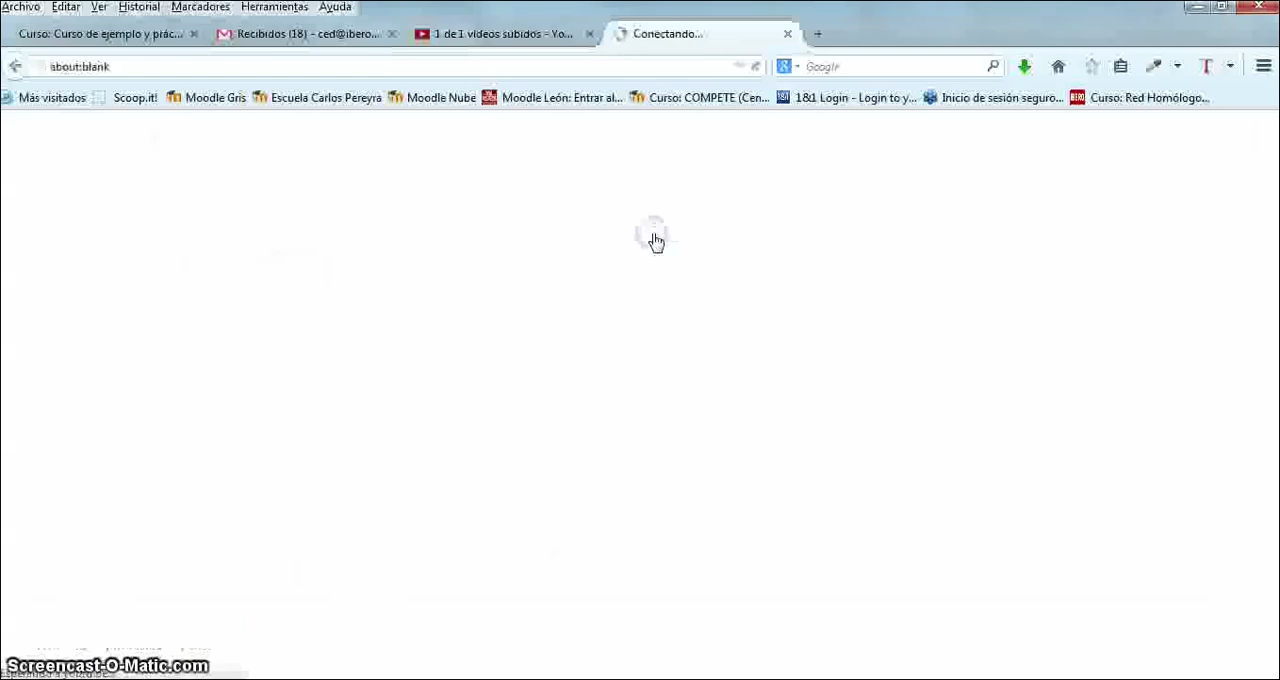 Archivo Editar Ver Historial Marcadores Herramientas Ayuda
Curso: Curso de ejemplo y prác... Recibidos (18) - ced@ibero... 1 de 1 vídeos subidos - Yo... Conectando...
about:blank Google
Más visitados Scoop.it! Moodle Gris Escuela Carlos Pereyra Moodle Nube Moodle León: Entrar al... Curso: COMPETE (Cen... 1&1 Login - Login to y... Inicio de sesión seguro... Curso: Red Homólogo...
Screencast-O-Matic.com